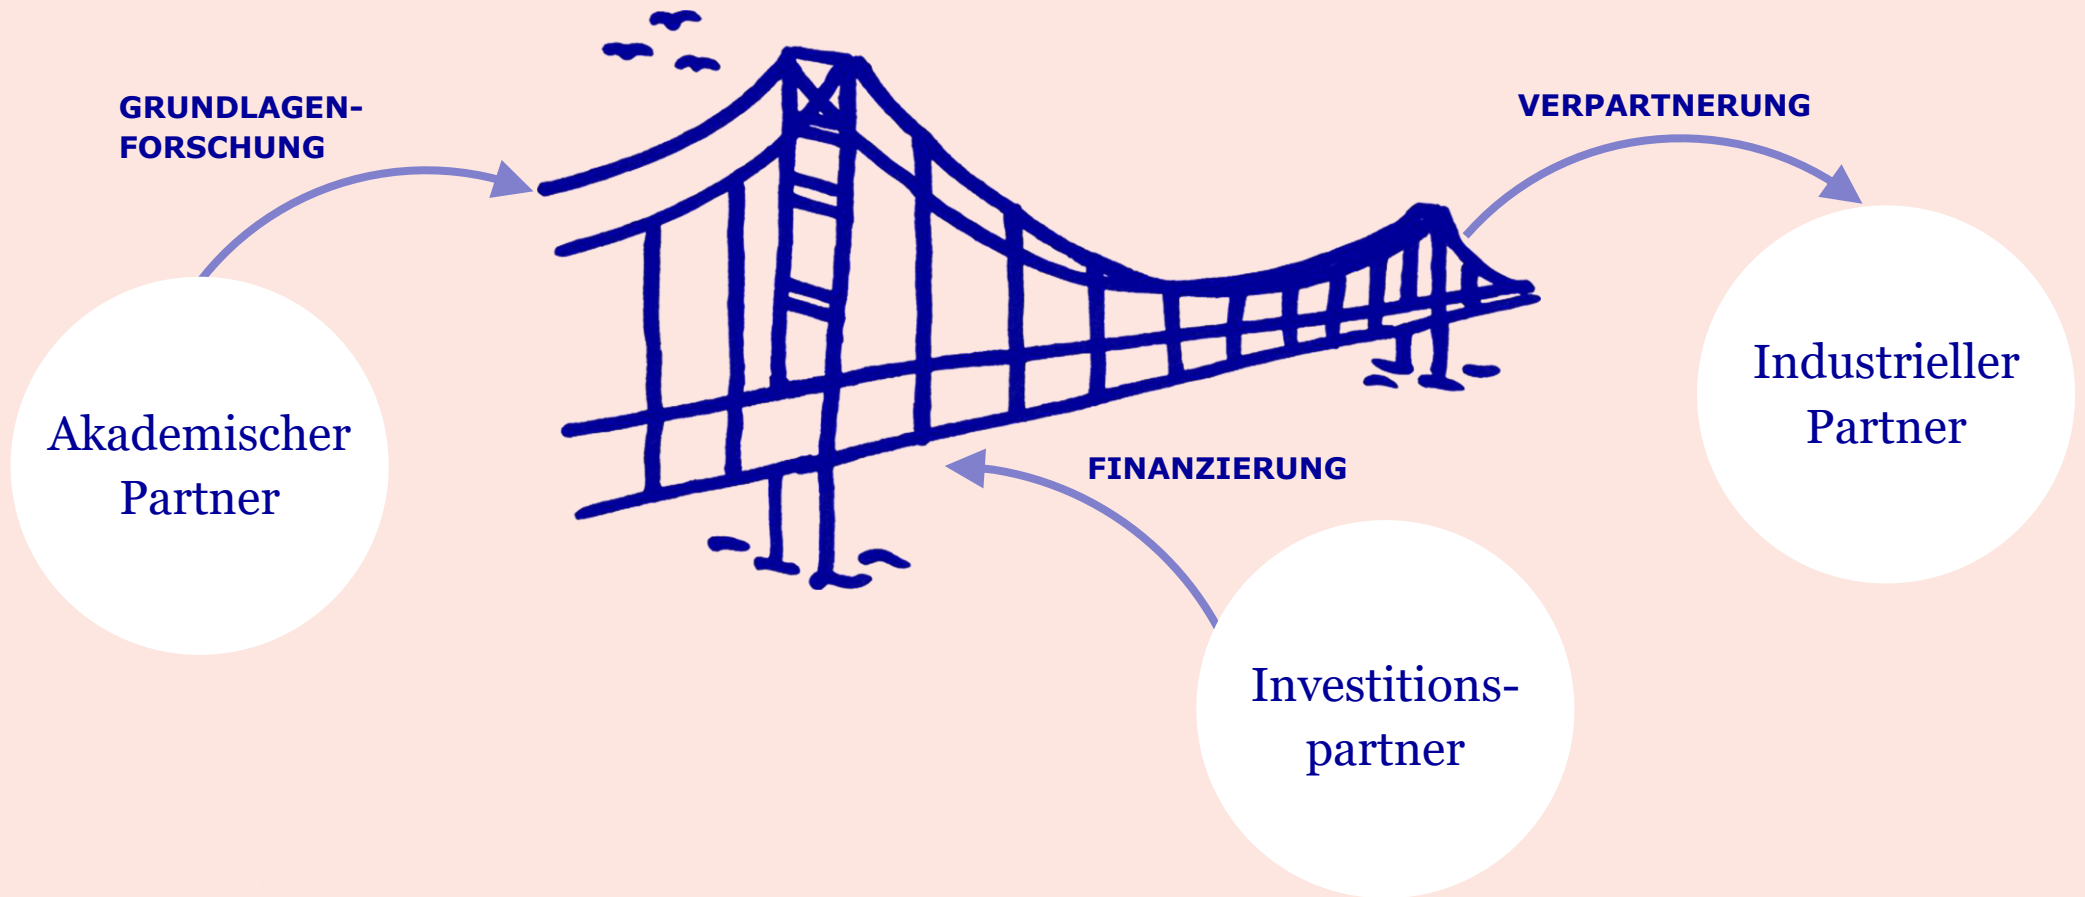 GRUNDLAGEN-
FORSCHUNG
VERPARTNERUNG
Akademischer
Partner
Industrieller
Partner
FINANZIERUNG
Investitions-
partner